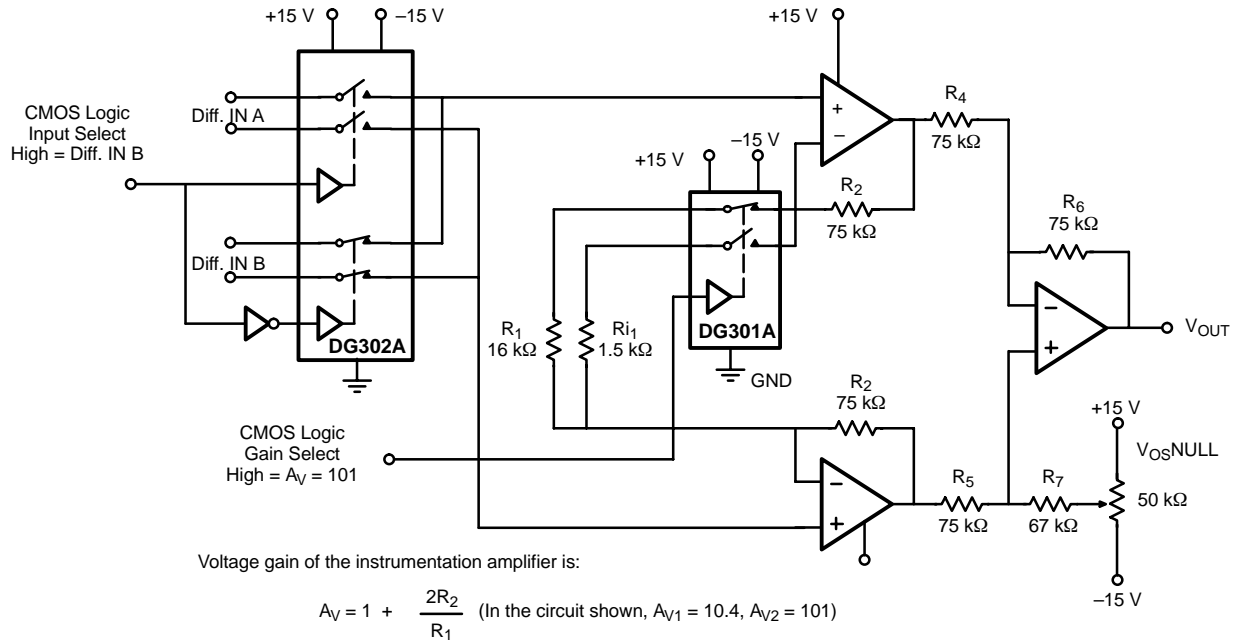 +15 V
–15 V
CMOS Logic
Input Select
High = Diff. IN B
Diff. IN A
Diff. IN B
DG302A
+15 V
–15 V
DG301A
GND
+15 V
+
–
R4
75 kΩ
R2
75 kΩ
R6
75 kΩ
R1
16 kΩ
Ri1
1.5 kΩ
–
+
VOUT
R2
75 kΩ
CMOS Logic
Gain Select
High = AV = 101
–
+
R5
75 kΩ
R7
67 kΩ
+15 V
VOSNULL
50 kΩ
–15 V
Voltage gain of the instrumentation amplifier is:
AV = 1 + 2R2 / R1 (In the circuit shown, AV1 = 10.4, AV2 = 101)